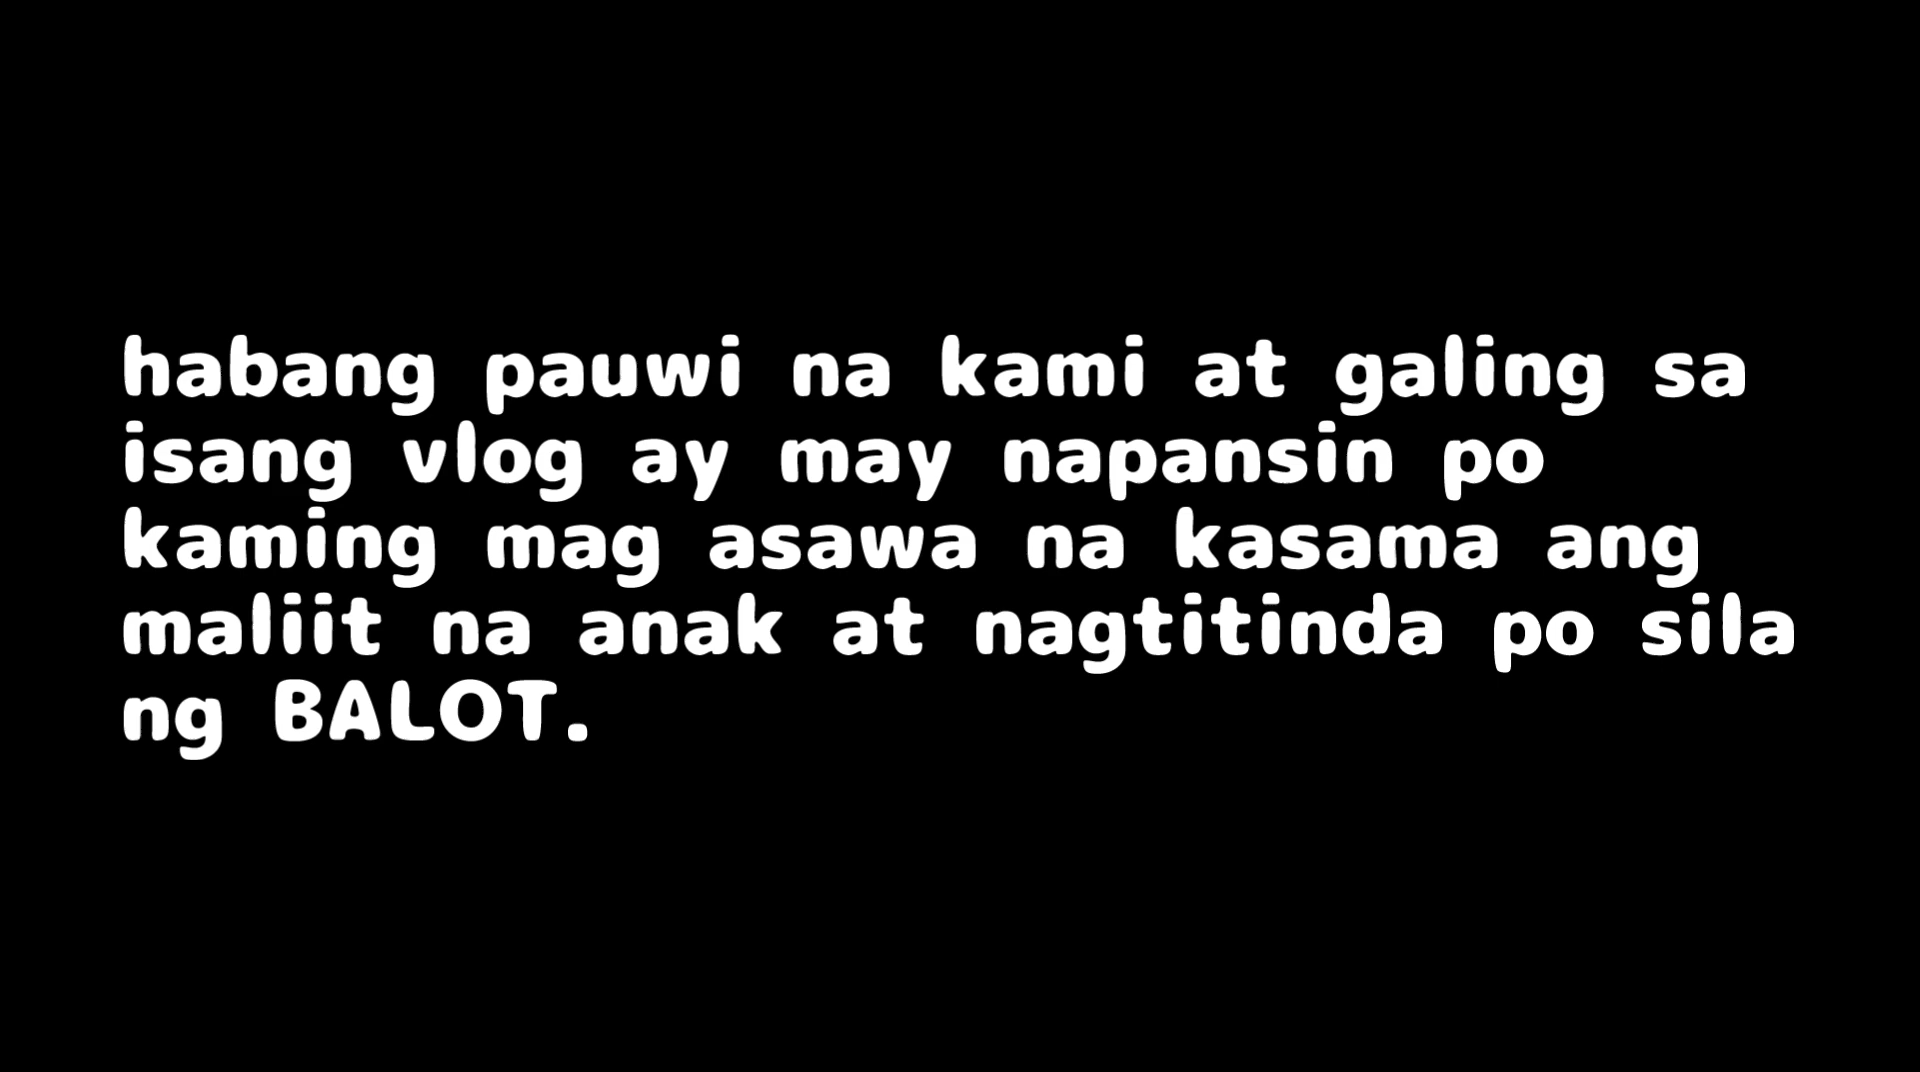 habang pauwi na kami at galing sa
isang vlog ay may napansin po
kaming mag asawa na kasama ang
maliit na anak at nagtitinda po sila
ng BALOT.